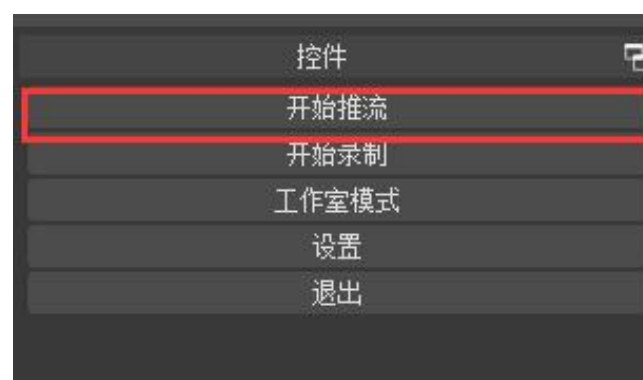 控件
开始推流
开始录制
工作室模式
设置
退出